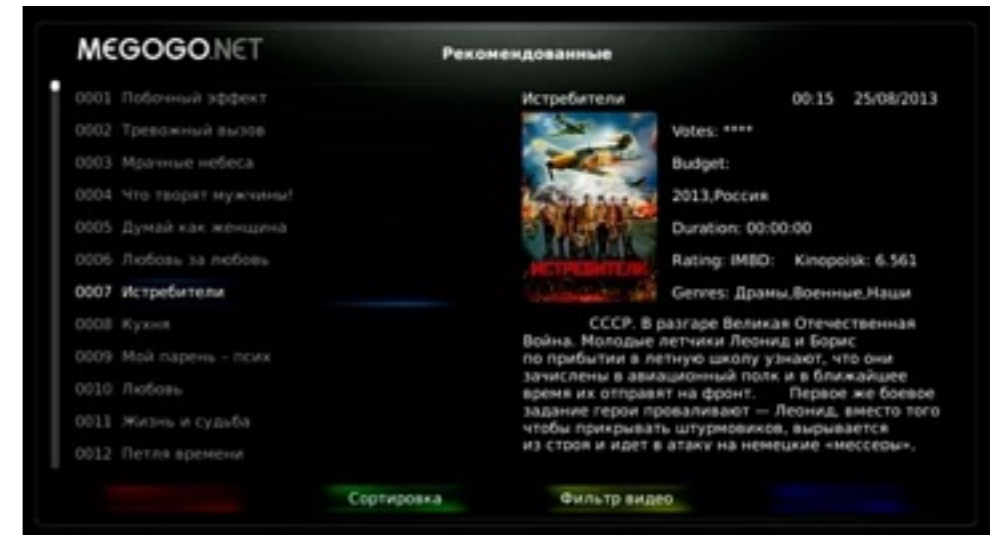 MEGOGO.NET
Рекомендованные
0001 Побочный эффект
0002 Тревожный вызов
0003 Мрачные небеса
0004 Что творят мужчины!
0005 Думай как женщина
0006 Любовь за любовь
0007 Истребители
0008 Кухня
0009 Мой парень – псих
0010 Любовь
0011 Жизнь и судьба
0012 Петля времени
Истребители 00:15 25/08/2013
ИСТРЕБИТЕЛИ
Votes: ****
Budget:
2013,Россия
Duration: 00:00:00
Rating: IMBD: Kinopoisk: 6.561
Genres: Драмы,Военные,Наши
СССР. В разгаре Великая Отечественная
Война. Молодые летчики Леонид и Борис
по прибытии в летную школу узнают, что они
зачислены в авиационный полк и в ближайшее
время их отправят на фронт. Первое же боевое
задание герои проваливают — Леонид, вместо того
чтобы прикрывать штурмовиков, вырывается
из строя и идет в атаку на немецкие «мессеры».
Сортировка
Фильтр видео